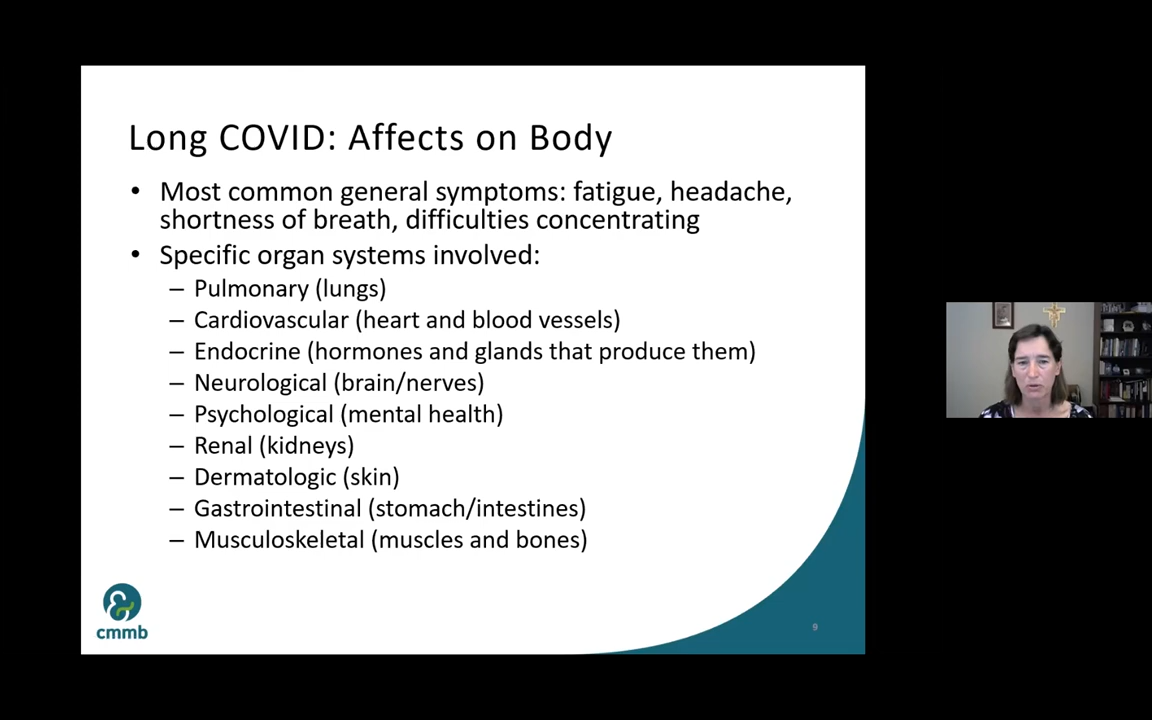 Long COVID: Affects on Body
• Most common general symptoms: fatigue, headache,
shortness of breath, difficulties concentrating
• Specific organ systems involved:
– Pulmonary (lungs)
– Cardiovascular (heart and blood vessels)
– Endocrine (hormones and glands that produce them)
– Neurological (brain/nerves)
– Psychological (mental health)
– Renal (kidneys)
– Dermatologic (skin)
– Gastrointestinal (stomach/intestines)
– Musculoskeletal (muscles and bones)
cmmb
9